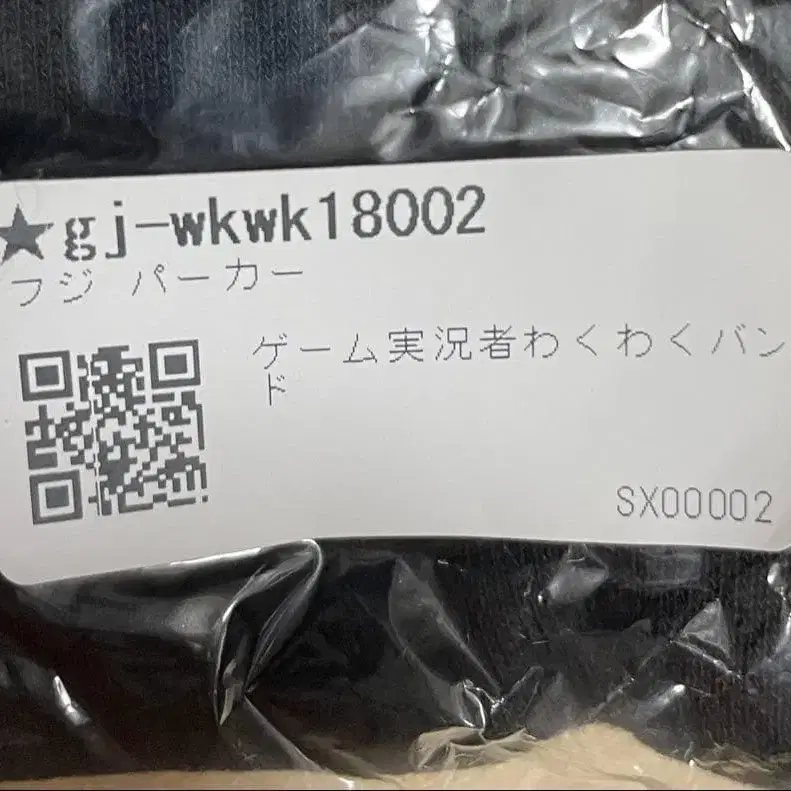 ★gj-wkwk18002
フジ パーカー
ゲーム実況者わくわくバン
ド
SX00002